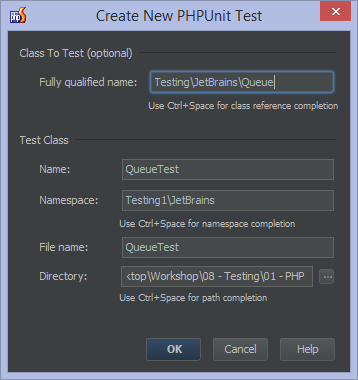 Create New PHPUnit Test
Class To Test (optional)
Fully qualified name: Testing\JetBrains\Queue
Use Ctrl+Space for class reference completion
Test Class
Name: QueueTest
Namespace: Testing1\JetBrains
Use Ctrl+Space for namespace completion
File name: QueueTest
Directory: <top\Workshop\08 - Testing\01 - PHP ...
Use Ctrl+Space for path completion
OK Cancel Help